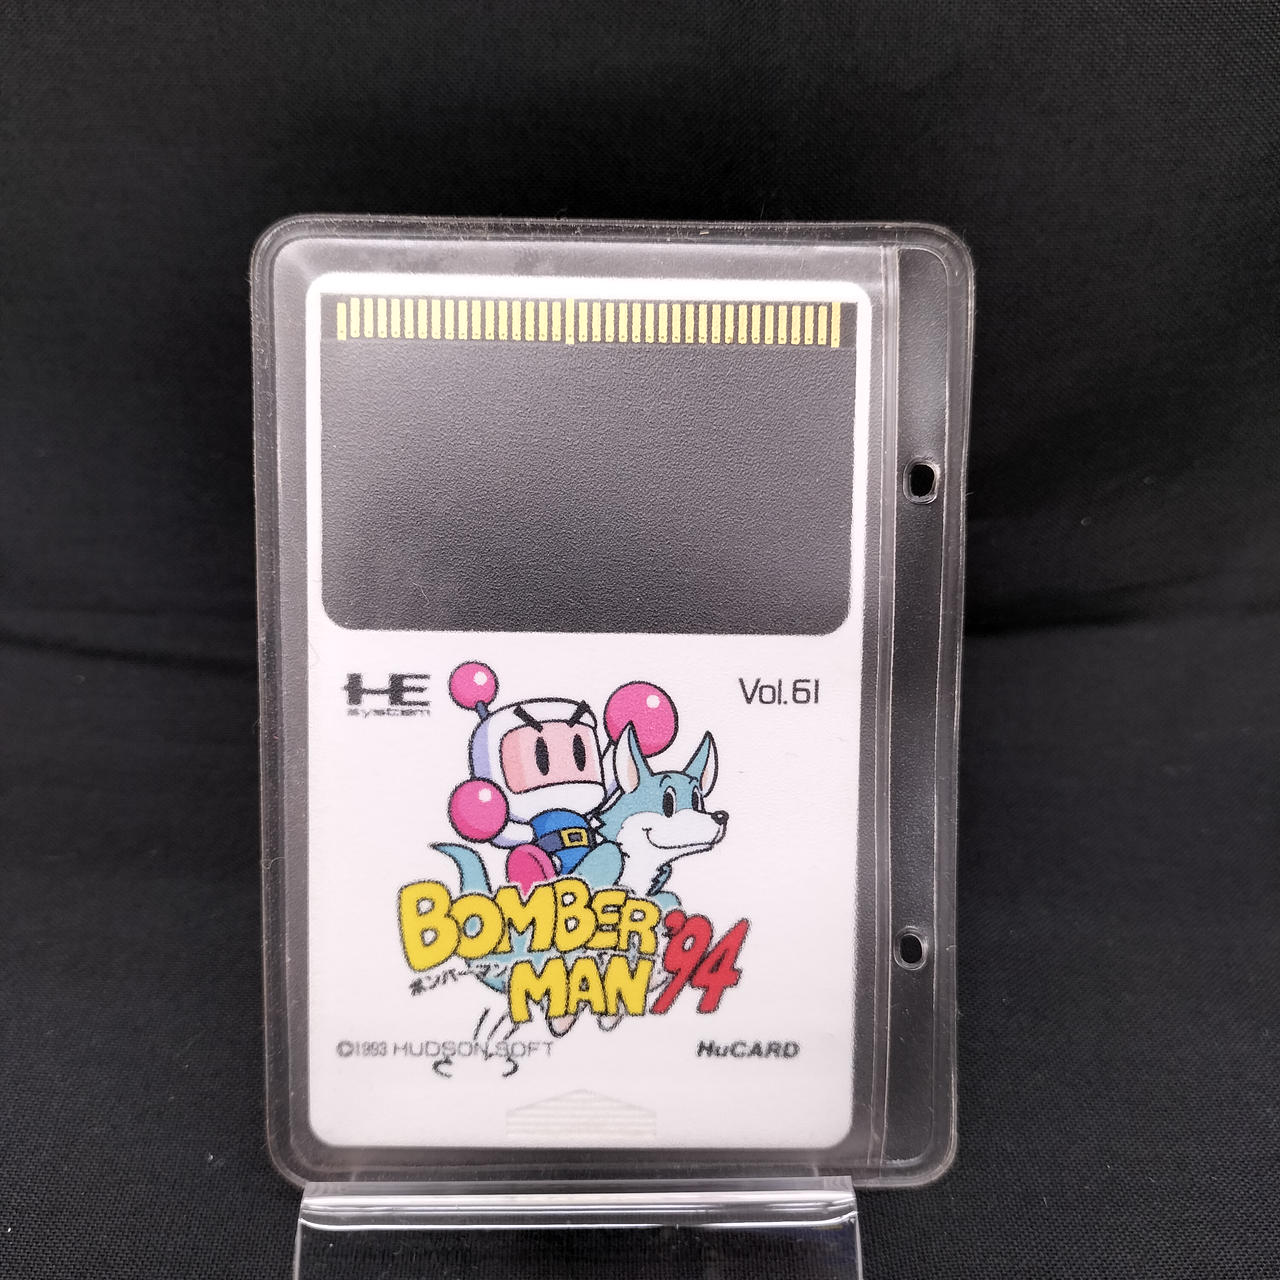 HE
system
Vol.61
BOMBER
MAN '94
ボンバーマン
©1993 HUDSON SOFT
HuCARD